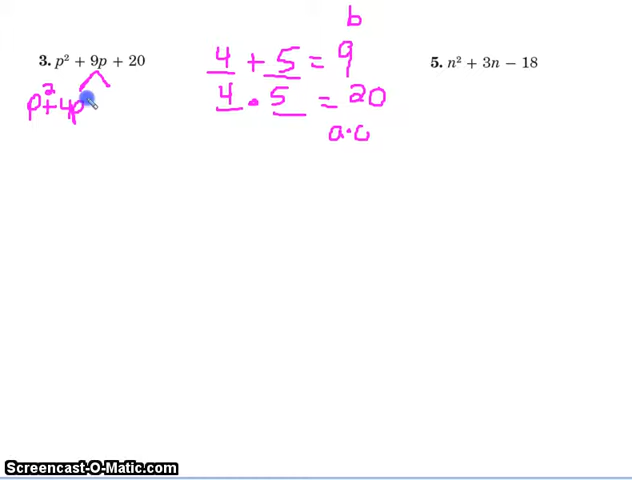 b
3. p² + 9p + 20
4 + 5 = 9
5. n² + 3n − 18
p² + 4p
4 · 5 = 20
a·c
Screencast-O-Matic.com